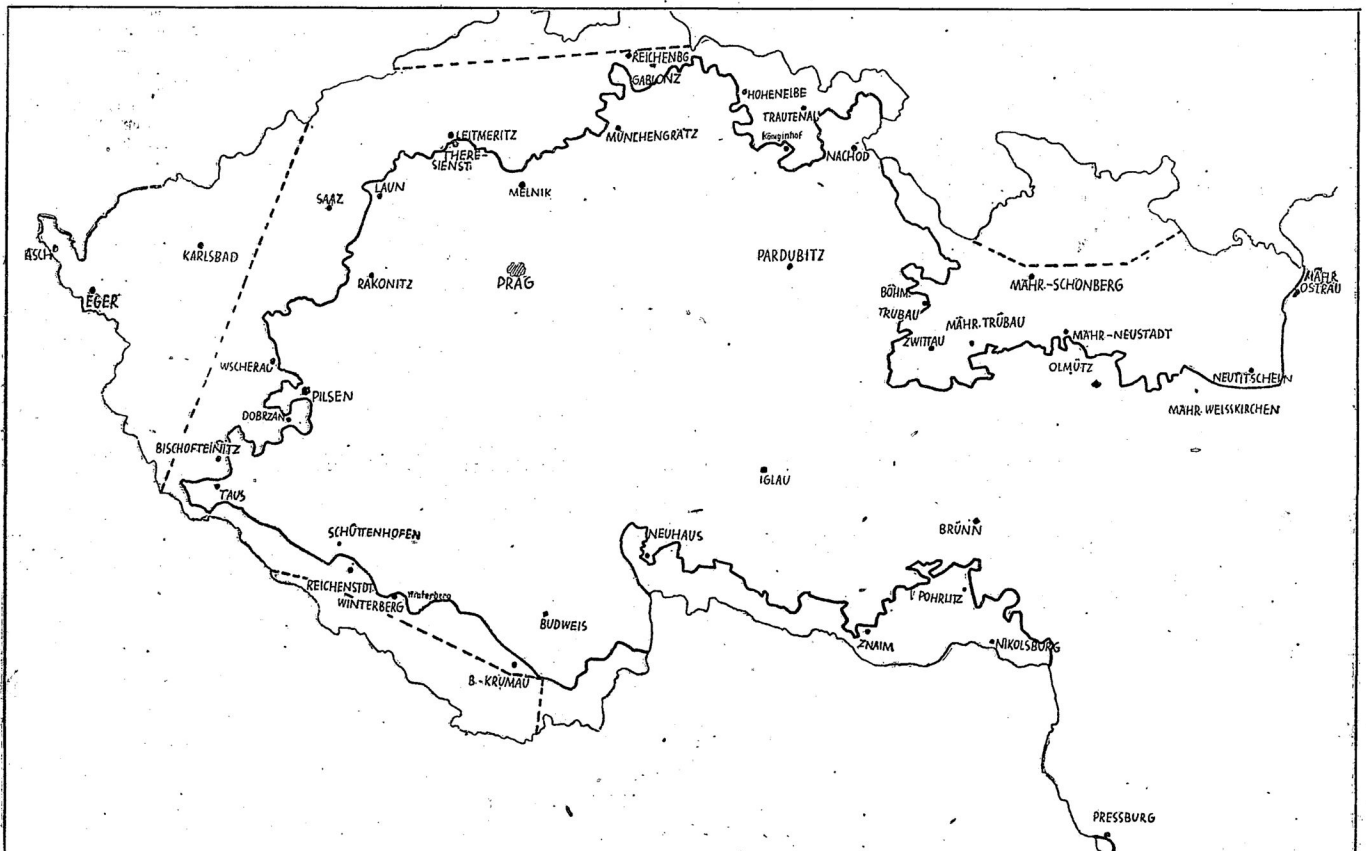 REICHENBG
GABLONZ
HOHENELBE
TRAUTENAU
Königinhof
LEITMERITZ
THERE-
SIENST.
MÜNCHENGRÄTZ
NACHOD
LAUN
MELNIK
SAAZ
ASCH
KARLSBAD
PRAG
PARDUBITZ
RAKONITZ
EGER
MÄHR.-SCHÖNBERG
MÄHR.
OSTRAU
BÖHM.
TRÜBAU
MÄHR.TRÜBAU
MÄHR-NEUSTADT
ZWITTAU
WSCHERAU
OLMÜTZ
NEUTITSCHEIN
PILSEN
DOBRZAN
MÄHR.WEISSKIRCHEN
BISCHOFTEINITZ
IGLAU
TAUS
SCHÜTTENHOFEN
NEUHAUS
BRÜNN
REICHENSTDT.
WINTERBERG
Winterberg
POHRLITZ
BUDWEIS
ZNAIM
NIKOLSBURG
B.-KRUMAU
PRESSBURG